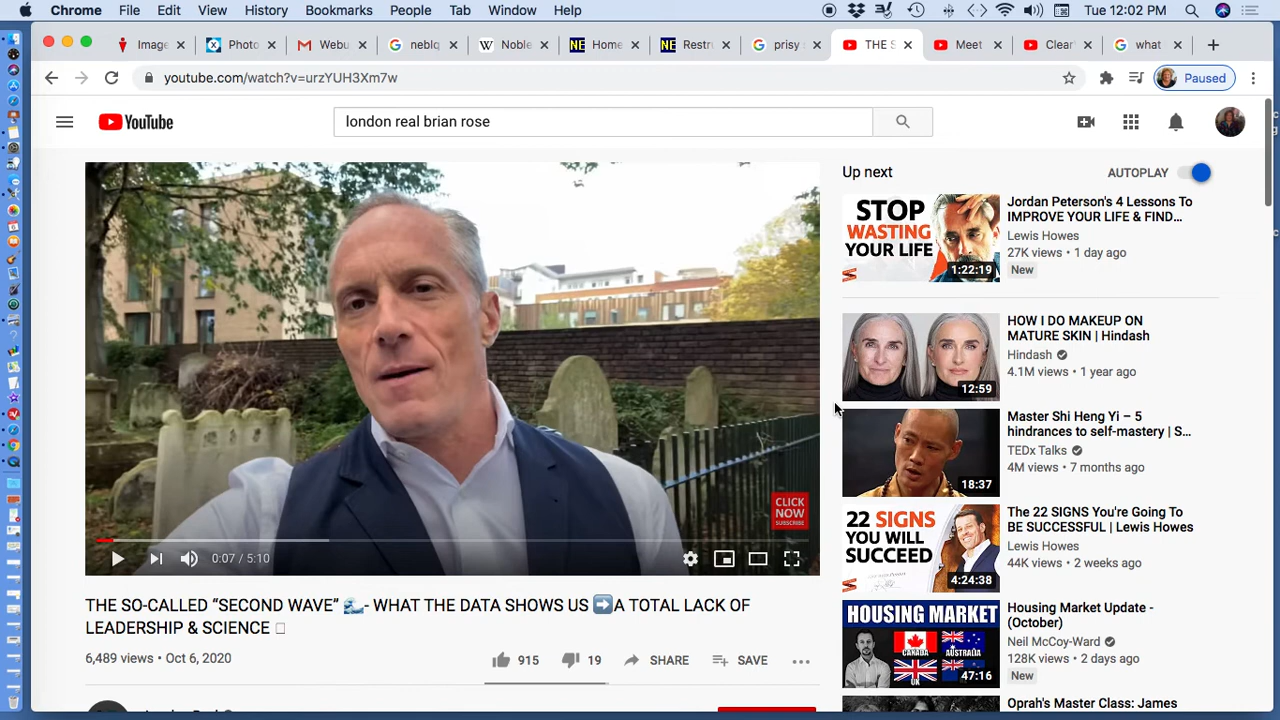 Chrome File Edit View History Bookmarks People Tab Window Help Tue 12:02 PM
Image Photo Webu neblq Noble Home Restr prisy THE S Meet Clear what
youtube.com/watch?v=urzYUH3Xm7w Paused
YouTube london real brian rose
Up next AUTOPLAY
STOP WASTING YOUR LIFE 1:22:19
Jordan Peterson's 4 Lessons To
IMPROVE YOUR LIFE & FIND...
Lewis Howes
27K views • 1 day ago
New
12:59
HOW I DO MAKEUP ON
MATURE SKIN | Hindash
Hindash
4.1M views • 1 year ago
18:37
Master Shi Heng Yi – 5
hindrances to self-mastery | S...
TEDx Talks
4M views • 7 months ago
CLICK
NOW
SUBSCRIBE
0:07 / 5:10
22 SIGNS
YOU WILL
SUCCEED
4:24:38
The 22 SIGNS You're Going To
BE SUCCESSFUL | Lewis Howes
Lewis Howes
44K views • 2 weeks ago
THE SO-CALLED “SECOND WAVE” 🌊- WHAT THE DATA SHOWS US ➡️A TOTAL LACK OF
LEADERSHIP & SCIENCE
6,489 views • Oct 6, 2020
915 19 SHARE SAVE
HOUSING MARKET
CANADA AUSTRALIA
UK
47:16
Housing Market Update -
(October)
Neil McCoy-Ward
128K views • 2 days ago
New
Oprah's Master Class: James